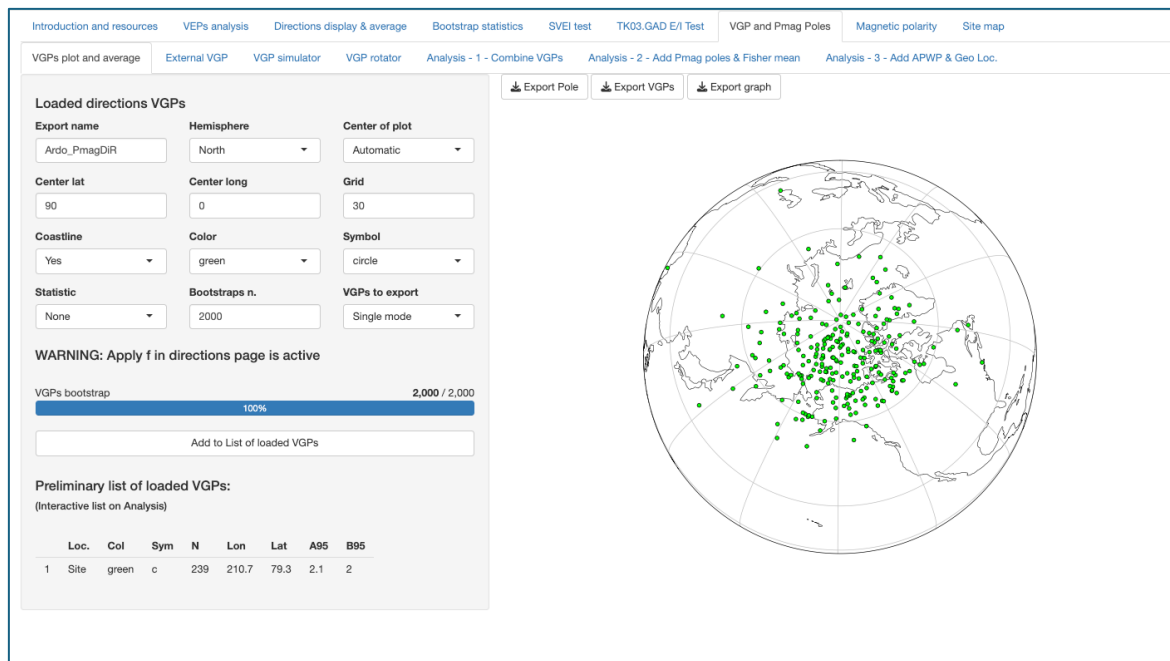 Introduction and resources VEPs analysis Directions display & average Bootstrap statistics SVEI test TK03.GAD E/I Test VGP and Pmag Poles Magnetic polarity Site map
VGPs plot and average External VGP VGP simulator VGP rotator Analysis - 1 - Combine VGPs Analysis - 2 - Add Pmag poles & Fisher mean Analysis - 3 - Add APWP & Geo Loc.
Export Pole Export VGPs Export graph
Loaded directions VGPs
Export name Hemisphere Center of plot
Ardo_PmagDiR North Automatic
Center lat Center long Grid
90 0 30
Coastline Color Symbol
Yes green circle
Statistic Bootstraps n. VGPs to export
None 2000 Single mode
WARNING: Apply f in directions page is active
VGPs bootstrap 2,000 / 2,000
100%
Add to List of loaded VGPs
Preliminary list of loaded VGPs:
(Interactive list on Analysis)
Loc. Col Sym N Lon Lat A95 B95
1 Site green c 239 210.7 79.3 2.1 2